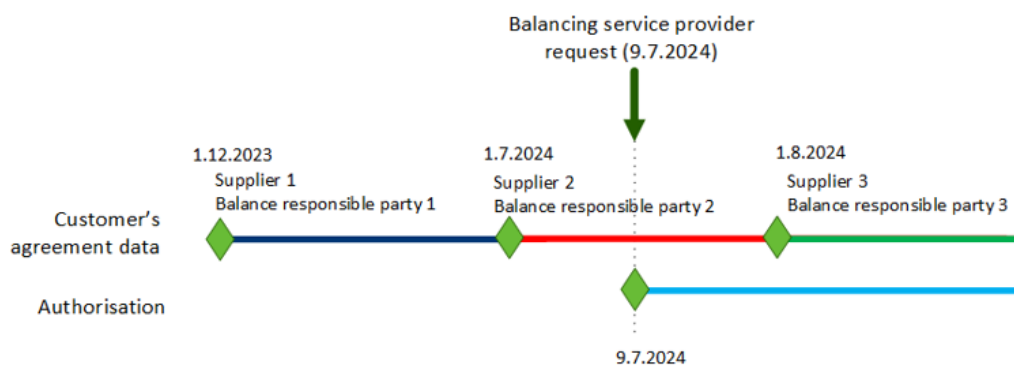 Balancing service provider
request (9.7.2024)
1.12.2023
Supplier 1
Balance responsible party 1
1.7.2024
Supplier 2
Balance responsible party 2
1.8.2024
Supplier 3
Balance responsible party 3
Customer's
agreement data
Authorisation
9.7.2024